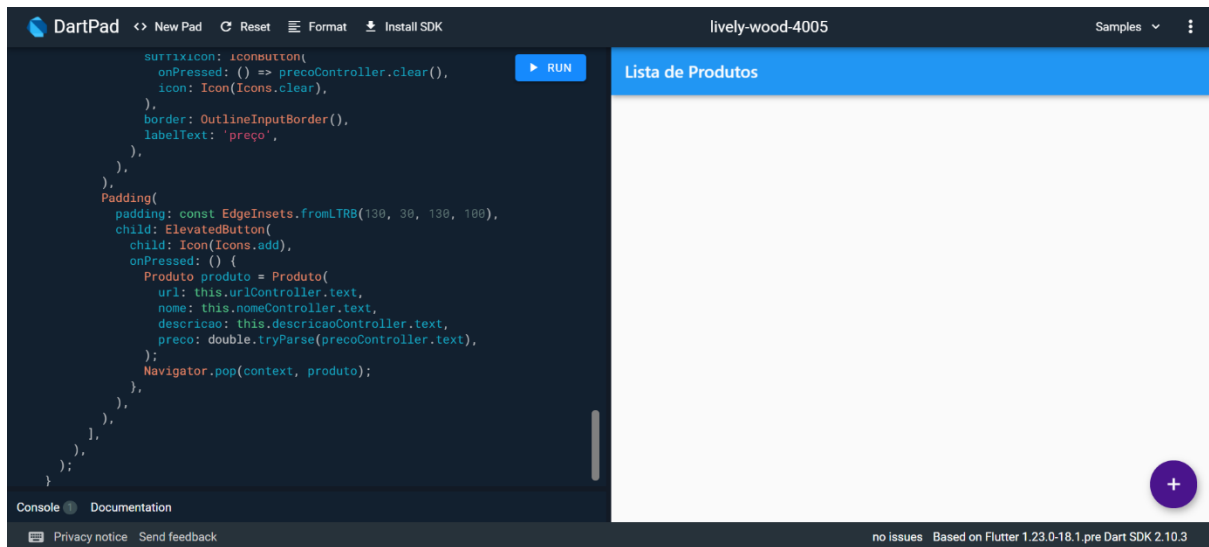 DartPad
<> New Pad
Reset
Format
Install SDK
lively-wood-4005
Samples
suffixIcon: IconButton(
onPressed: () => precoController.clear(),
icon: Icon(Icons.clear),
),
border: OutlineInputBorder(),
labelText: 'preço',
),
),
),
Padding(
padding: const EdgeInsets.fromLTRB(130, 30, 130, 100),
child: ElevatedButton(
child: Icon(Icons.add),
onPressed: () {
Produto produto = Produto(
url: this.urlController.text,
nome: this.nomeController.text,
descricao: this.descricaoController.text,
preco: double.tryParse(precoController.text),
);
Navigator.pop(context, produto);
},
),
),
],
),
);
}
RUN
Lista de Produtos
+
Console 1
Documentation
Privacy notice
Send feedback
no issues
Based on Flutter 1.23.0-18.1.pre Dart SDK 2.10.3